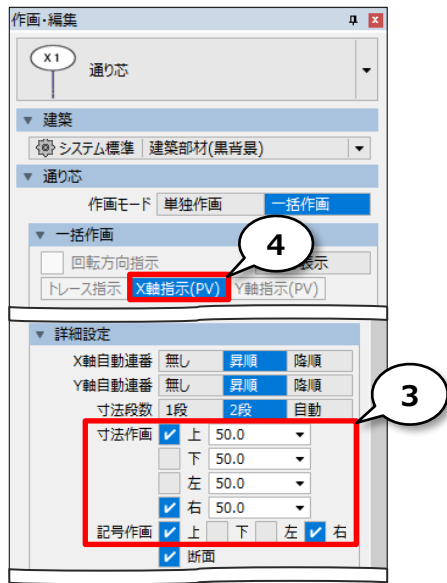 作画・編集
X1
通り芯
建築
システム標準 建築部材(黒背景)
通り芯
作画モード 単独作画 一括作画
一括作画
4
回転方向指示 表示
トレース指示 X軸指示(PV) Y軸指示(PV)
詳細設定
X軸自動連番 無し 昇順 降順
Y軸自動連番 無し 昇順 降順
3
寸法段数 1段 2段 自動
寸法作画 上 50.0
下 50.0
左 50.0
右 50.0
記号作画 上 下 左 右
断面